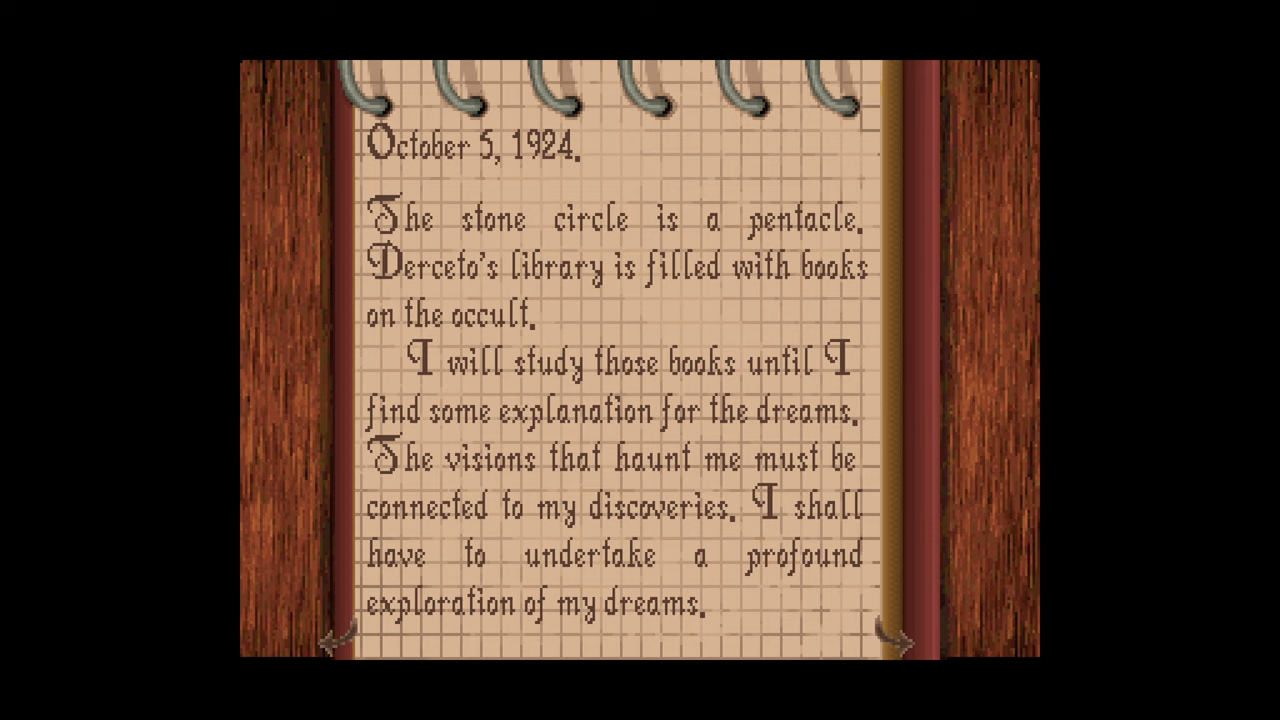 October 5, 1924.
The stone circle is a pentacle.
Derceto's library is filled with books
on the occult.
I will study those books until I
find some explanation for the dreams.
The visions that haunt me must be
connected to my discoveries. I shall
have to undertake a profound
exploration of my dreams.